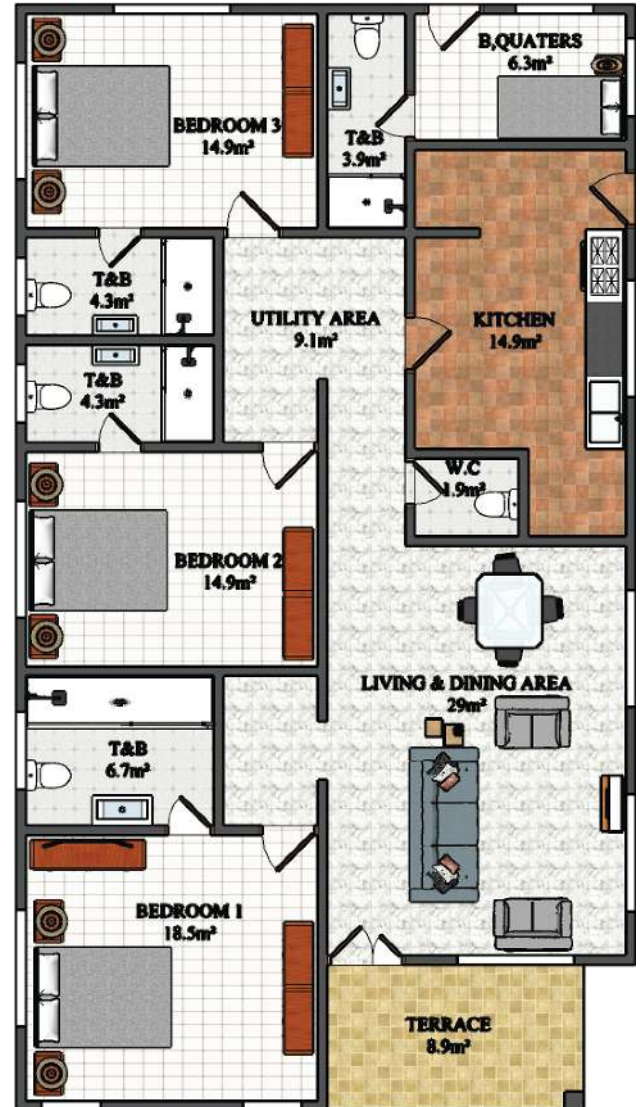 B,QUATERS
6.3m²
BEDROOM 3
14.9m²
T&B
3.9m²
T&B
4.3m²
UTILITY AREA
9.1m²
KITCHEN
14.9m²
T&B
4.3m²
W.C
1.9m²
BEDROOM 2
14.9m²
LIVING & DINING AREA
29m²
T&B
6.7m²
BEDROOM 1
18.5m²
TERRACE
8.9m²